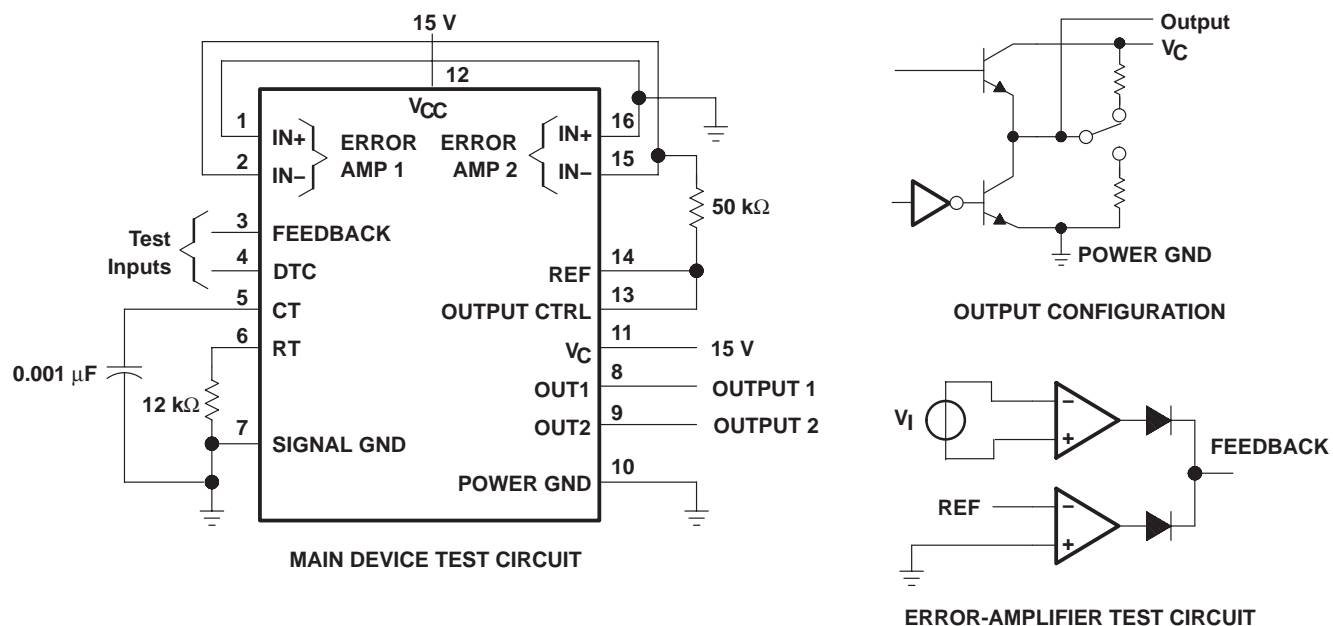 15 V
12
VCC
1
IN+
2
IN−
ERROR
AMP 1
ERROR
AMP 2
IN+
16
IN−
15
Test
Inputs
3
FEEDBACK
4
DTC
5
CT
6
RT
0.001 µF
12 kΩ
7
SIGNAL GND
50 kΩ
REF
14
OUTPUT CTRL
13
VC
11
15 V
OUT1
8
OUTPUT 1
OUT2
9
OUTPUT 2
POWER GND
10
MAIN DEVICE TEST CIRCUIT
Output
VC
POWER GND
OUTPUT CONFIGURATION
VI
−
+
FEEDBACK
REF
−
+
ERROR-AMPLIFIER TEST CIRCUIT